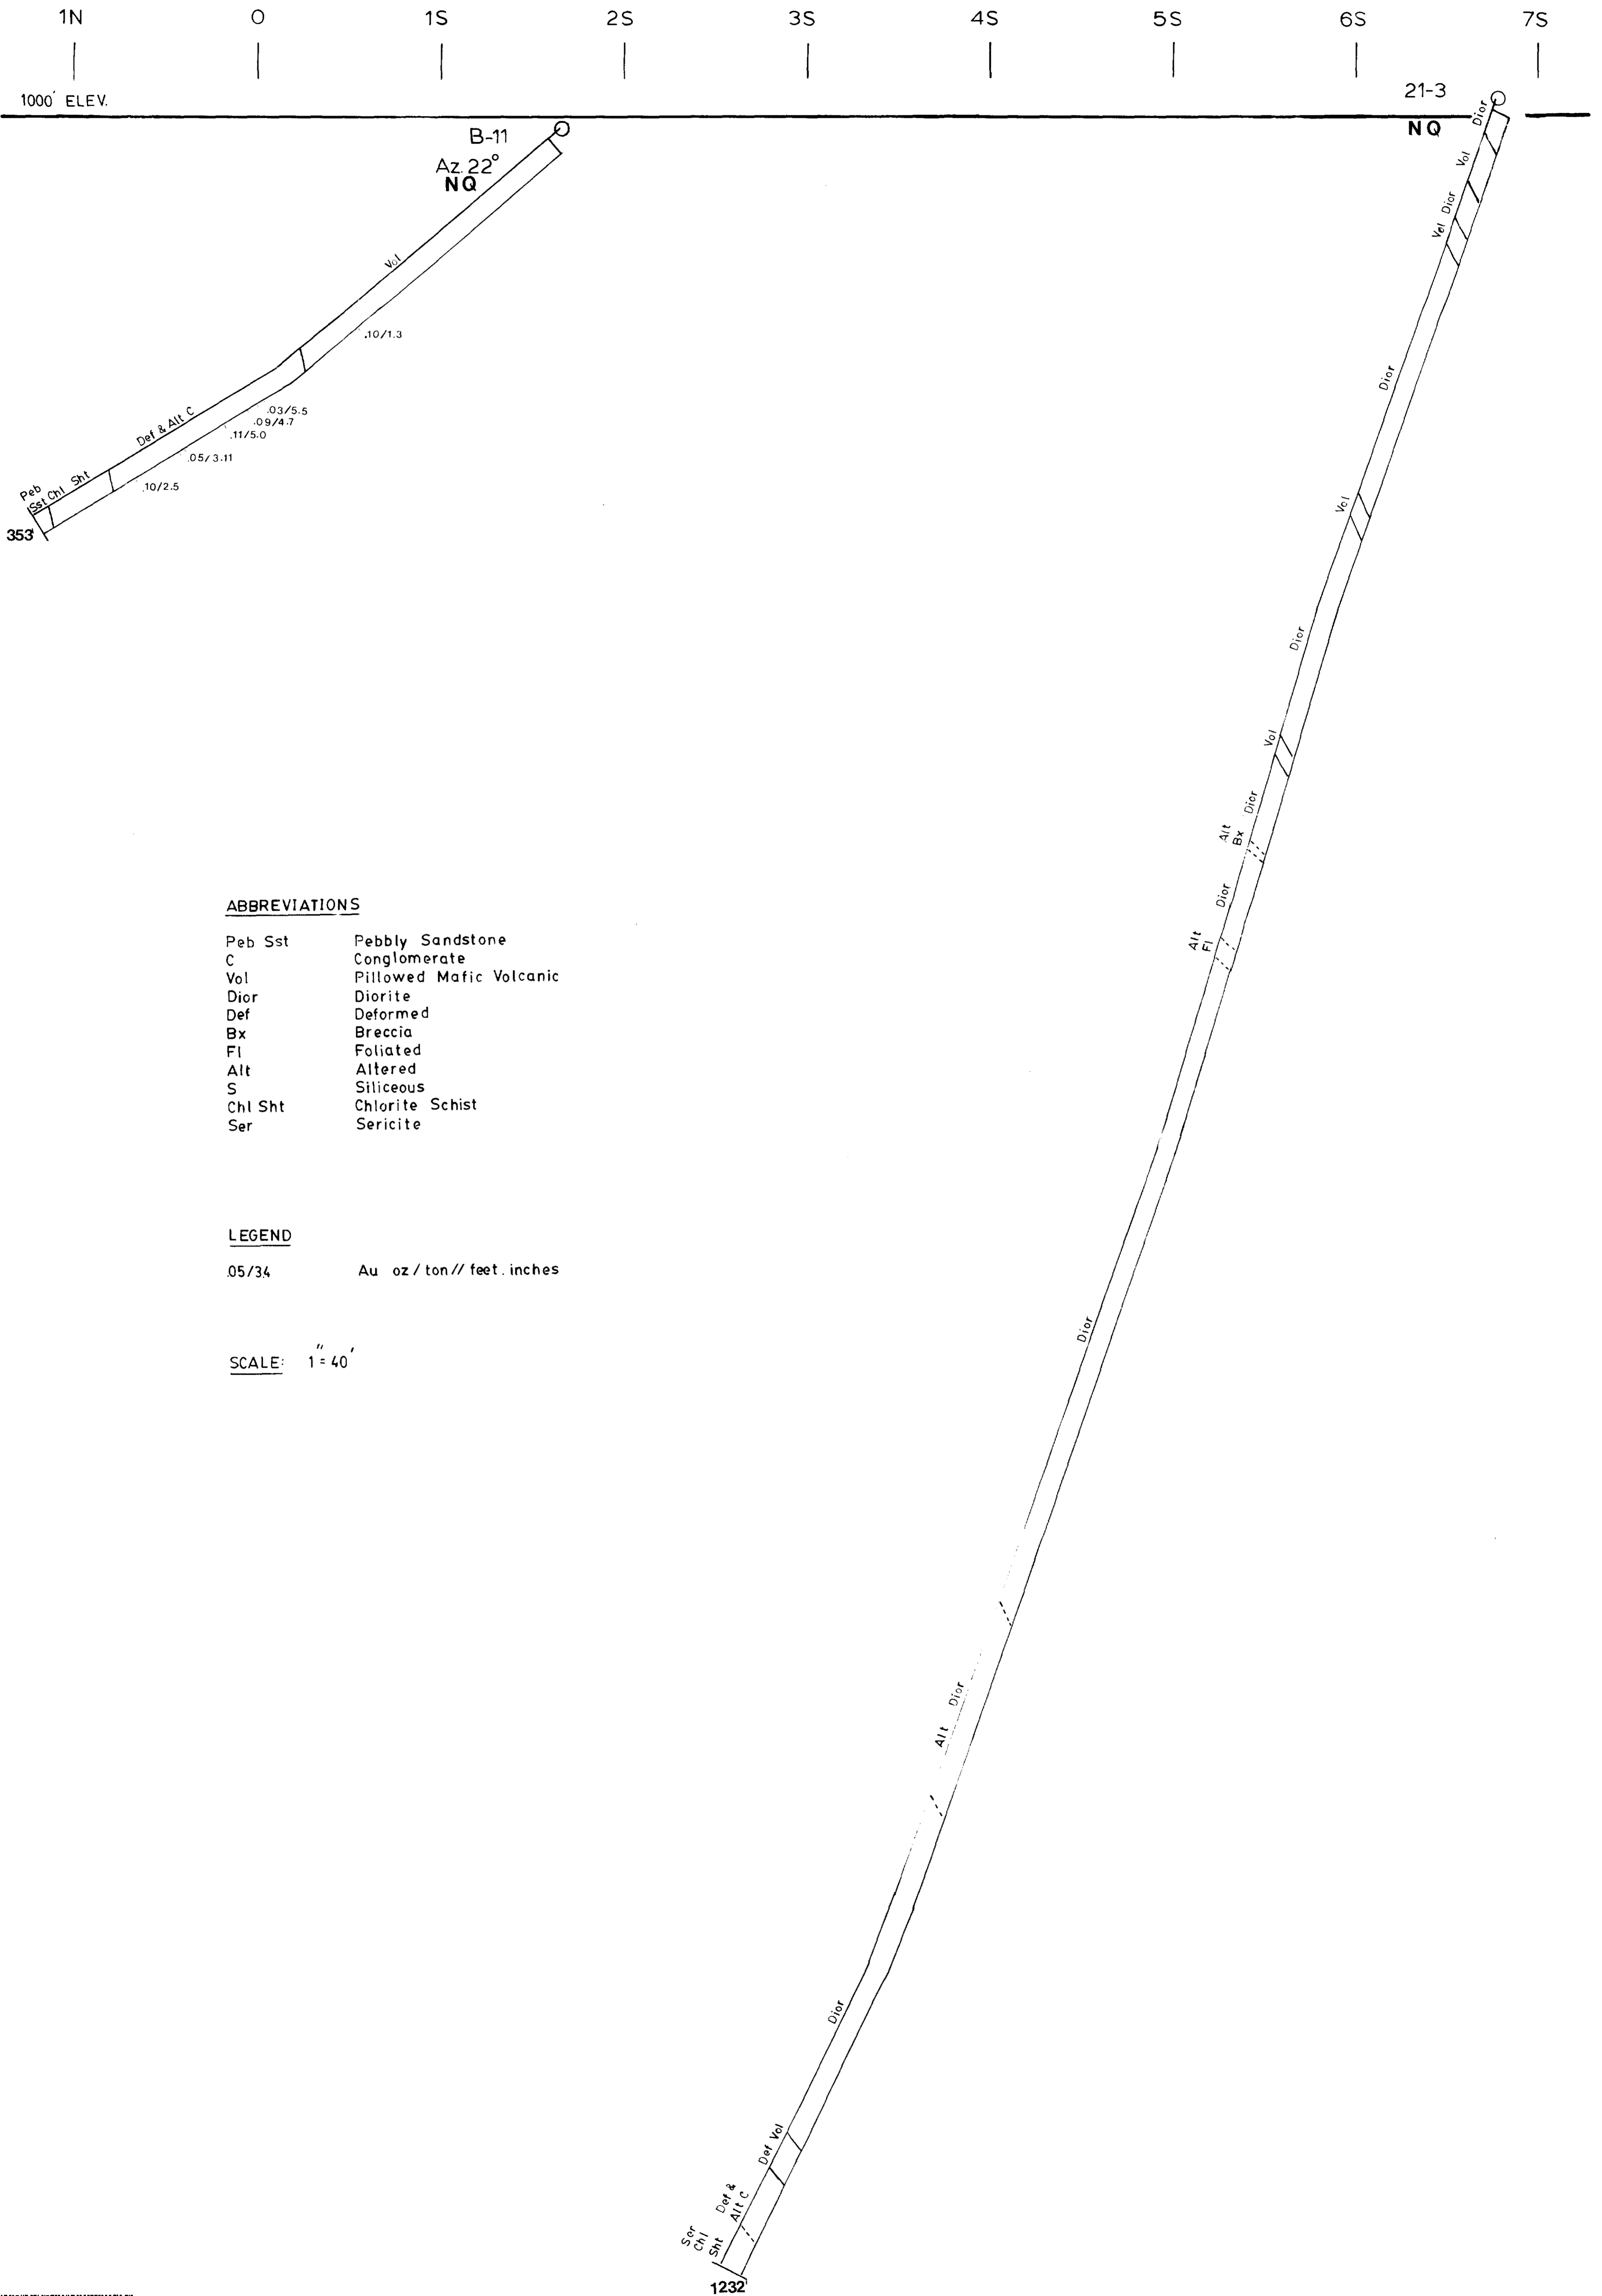 1N 0 1S 2S 3S 4S 5S 6S 7S
1000' ELEV.
21-3
NQ
B-11
Az. 22°
NQ
Vol
.10/1.3
.03/5.5
.09/4.7
.11/5.0
.05/3.11
.10/2.5
Def & Alt C
Chl Sht
Peb
Sst
353'
Dior
Vol
Dior
Vol
Dior
Vol
Dior
Vol
Dior
Alt
Bx
Dior
Alt
Fl
Dior
Alt Dior
Dior
Def Vol
Def &
Alt C
Ser
Chl
Sht
1232'
ABBREVIATIONS
Peb Sst Pebbly Sandstone
C Conglomerate
Vol Pillowed Mafic Volcanic
Dior Diorite
Def Deformed
Bx Breccia
Fl Foliated
Alt Altered
S Siliceous
Chl Sht Chlorite Schist
Ser Sericite
LEGEND
.05/3.4 Au oz / ton // feet . inches
SCALE: 1" = 40'